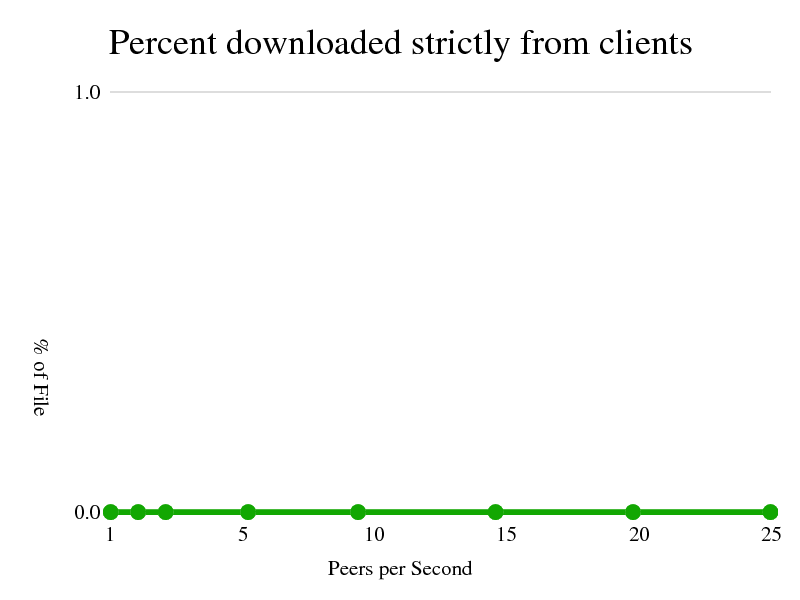 Percent downloaded strictly from clients
1.0
% of File
0.0
1 5 10 15 20 25
Peers per Second